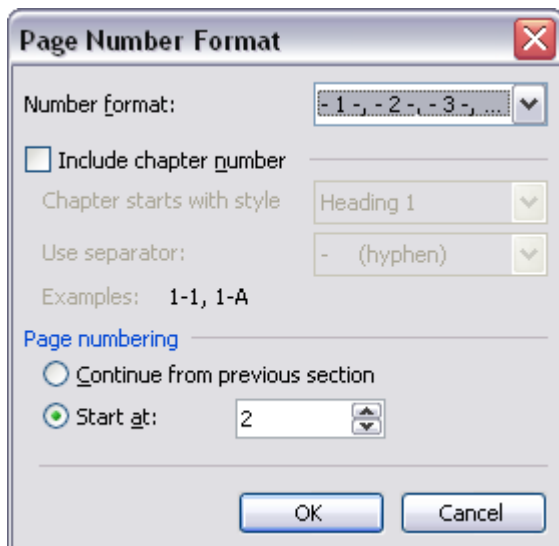 Page Number Format
Number format: - 1 -, - 2 -, - 3 -, ...
Include chapter number
Chapter starts with style Heading 1
Use separator: - (hyphen)
Examples: 1-1, 1-A
Page numbering
Continue from previous section
Start at: 2
OK Cancel